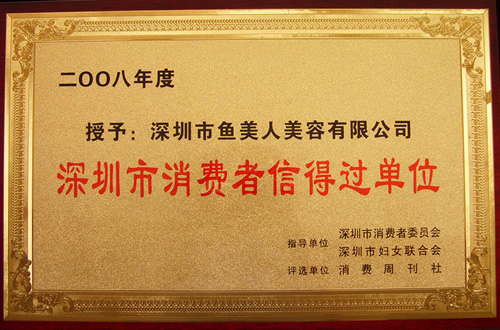 二〇〇八年度
授予：深圳市鱼美人美容有限公司
深圳市消费者信得过单位
指导单位 深圳市消费者委员会
深圳市妇女联合会
评选单位 消费周刊社